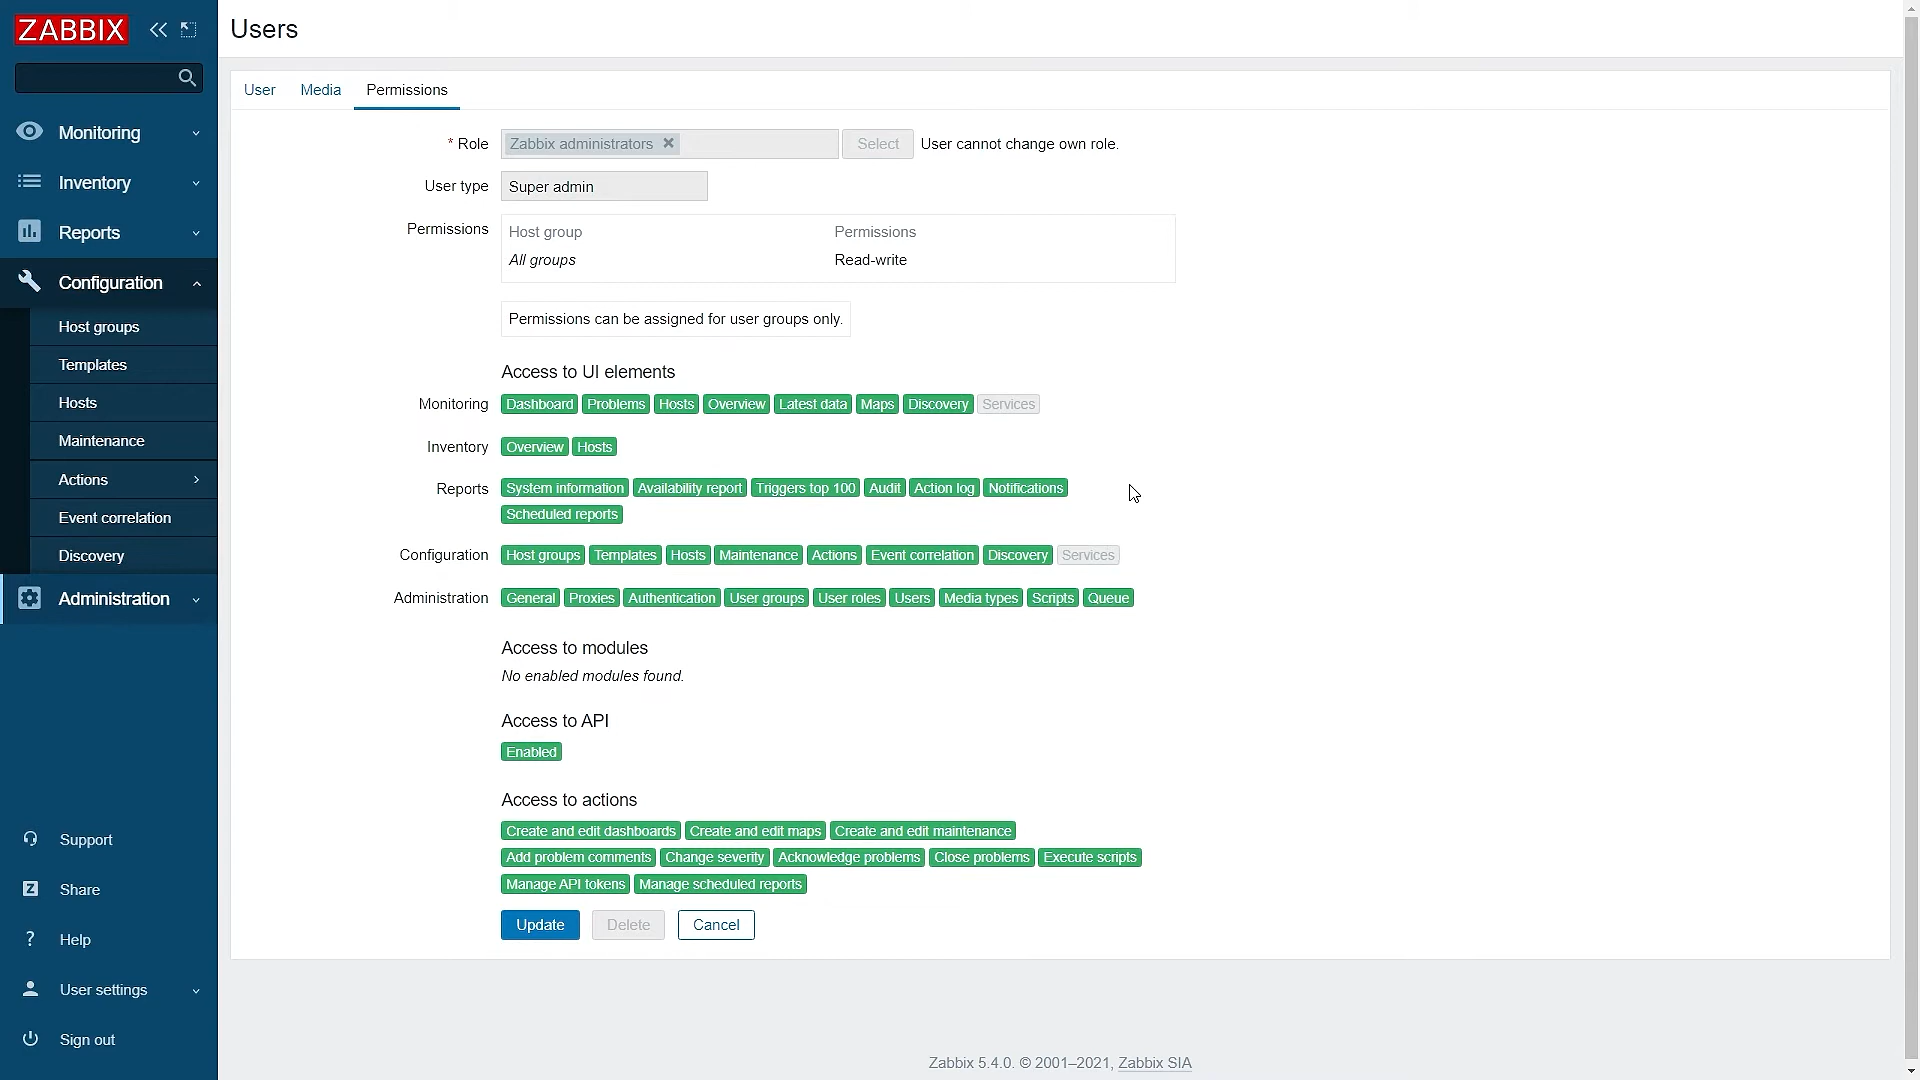 ZABBIX
Monitoring
Inventory
Reports
Configuration
Host groups
Templates
Hosts
Maintenance
Actions
Event correlation
Discovery
Administration
Support
Z Share
? Help
User settings
Sign out
Users
User Media Permissions
* Role Zabbix administrators Select User cannot change own role.
User type Super admin
Permissions Host group Permissions
All groups Read-write
Permissions can be assigned for user groups only.
Access to UI elements
Monitoring Dashboard Problems Hosts Overview Latest data Maps Discovery Services
Inventory Overview Hosts
Reports System information Availability report Triggers top 100 Audit Action log Notifications
Scheduled reports
Configuration Host groups Templates Hosts Maintenance Actions Event correlation Discovery Services
Administration General Proxies Authentication User groups User roles Users Media types Scripts Queue
Access to modules
No enabled modules found.
Access to API
Enabled
Access to actions
Create and edit dashboards Create and edit maps Create and edit maintenance
Add problem comments Change severity Acknowledge problems Close problems Execute scripts
Manage API tokens Manage scheduled reports
Update Delete Cancel
Zabbix 5.4.0. © 2001–2021, Zabbix SIA